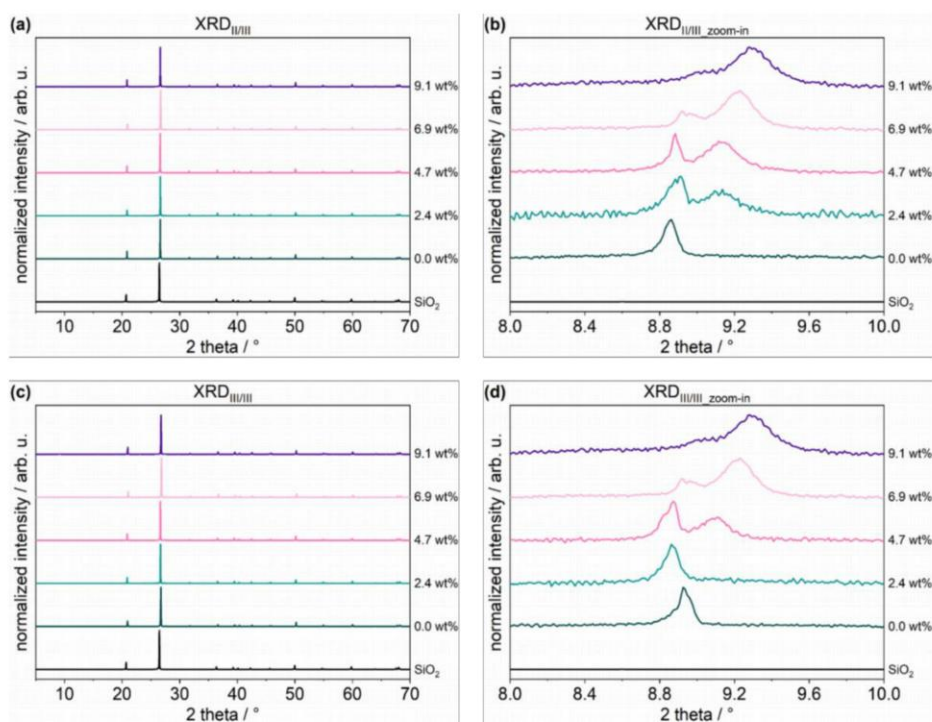 (a) XRD_II/III
normalized intensity / arb. u.
9.1 wt%
6.9 wt%
4.7 wt%
2.4 wt%
0.0 wt%
SiO₂
10 20 30 40 50 60 70
2 theta / °
(b) XRD_II/III_zoom-in
normalized intensity / arb. u.
9.1 wt%
6.9 wt%
4.7 wt%
2.4 wt%
0.0 wt%
SiO₂
8.0 8.4 8.8 9.2 9.6 10.0
2 theta / °
(c) XRD_III/III
normalized intensity / arb. u.
9.1 wt%
6.9 wt%
4.7 wt%
2.4 wt%
0.0 wt%
SiO₂
10 20 30 40 50 60 70
2 theta / °
(d) XRD_III/III_zoom-in
normalized intensity / arb. u.
9.1 wt%
6.9 wt%
4.7 wt%
2.4 wt%
0.0 wt%
SiO₂
8.0 8.4 8.8 9.2 9.6 10.0
2 theta / °